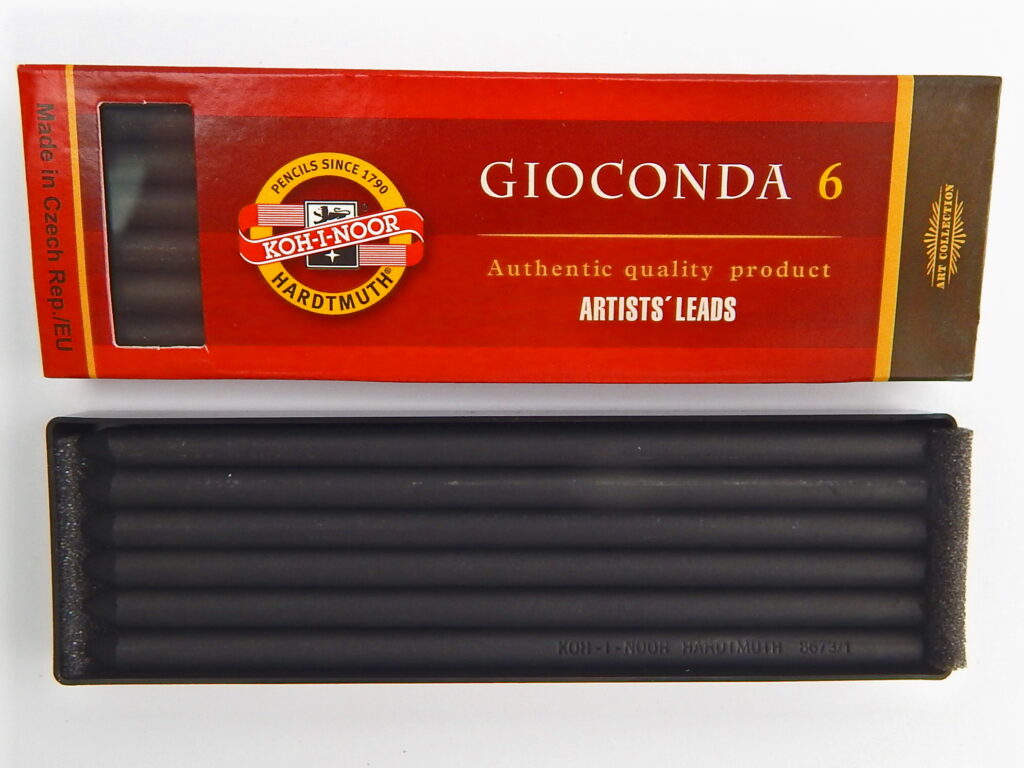 Made in Czech Rep./EU
PENCILS SINCE 1790
KOH-I-NOOR
HARDTMUTH®
GIOCONDA 6
Authentic quality product
ARTISTS´ LEADS
ART COLLECTION
KOH-I-NOOR HARDTMUTH 8673/1